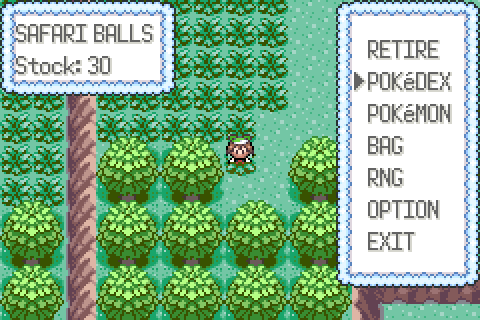 SAFARI BALLS
Stock: 30
RETIRE
POKéDEX
POKéMON
BAG
RNG
OPTION
EXIT